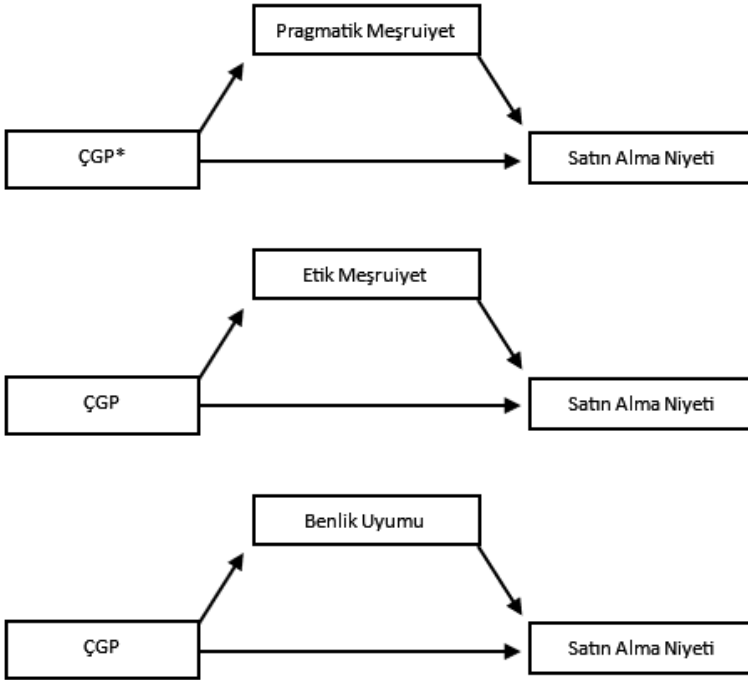 Pragmatik Meşruiyet
ÇGP*
Satın Alma Niyeti
Etik Meşruiyet
ÇGP
Satın Alma Niyeti
Benlik Uyumu
ÇGP
Satın Alma Niyeti